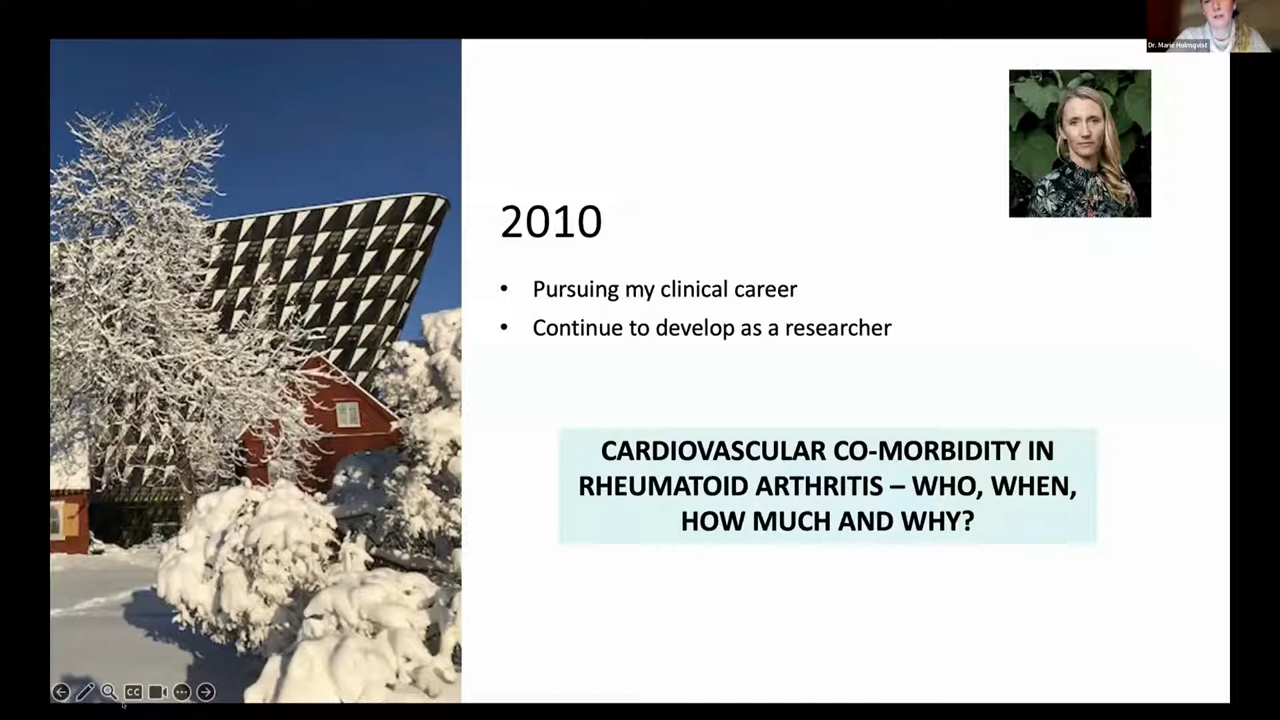 Dr. Marie Holmqvist
2010
• Pursuing my clinical career
• Continue to develop as a researcher
CARDIOVASCULAR CO-MORBIDITY IN
RHEUMATOID ARTHRITIS – WHO, WHEN,
HOW MUCH AND WHY?
CC